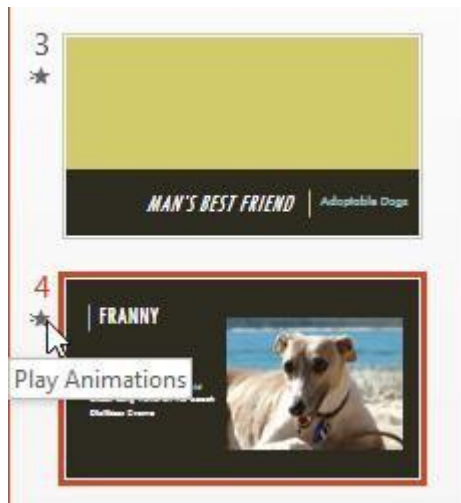 3
MAN'S BEST FRIEND
Adoptable Dogs
4
FRANNY
Play Animations